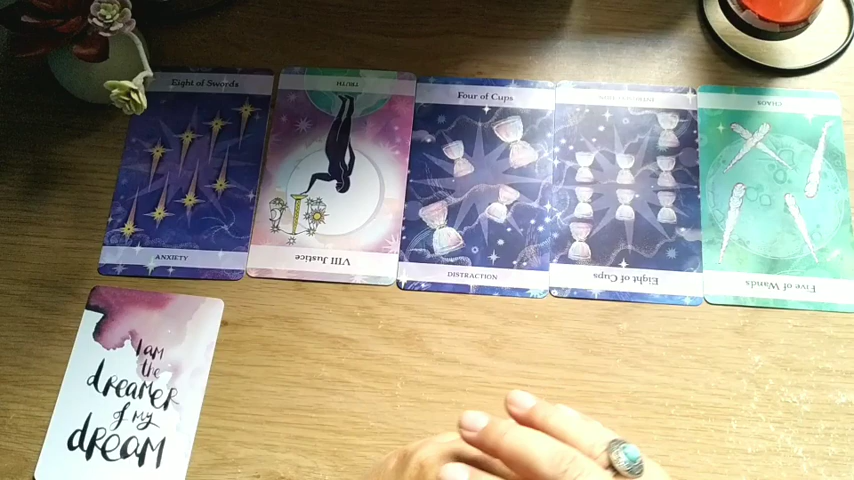 Eight of Swords
ANXIETY
TRUTH
VIII Justice
Four of Cups
DISTRACTION
Eight of Cups
CHAOS
Five of Wands
I am
the
dreamer
of my
dream